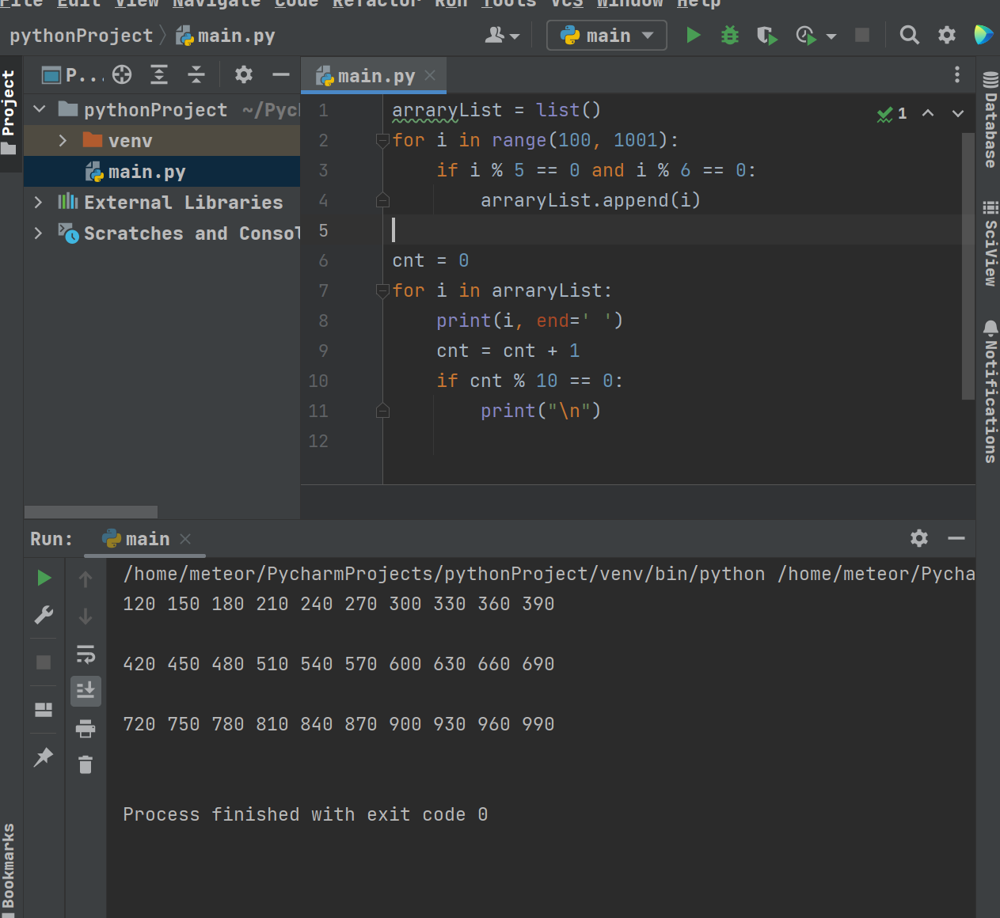 File Edit View Navigate Code Refactor Run Tools VCS Window Help
pythonProject main.py
main
Project
P...
pythonProject ~/Pycl
venv
main.py
External Libraries
Scratches and Consol
main.py
1 arraryList = list()
2 for i in range(100, 1001):
3     if i % 5 == 0 and i % 6 == 0:
4         arraryList.append(i)
5
6 cnt = 0
7 for i in arraryList:
8     print(i, end=' ')
9     cnt = cnt + 1
10     if cnt % 10 == 0:
11         print("\n")
12
1
Database
SciView
Notifications
Run: main
/home/meteor/PycharmProjects/pythonProject/venv/bin/python /home/meteor/Pycha
120 150 180 210 240 270 300 330 360 390
420 450 480 510 540 570 600 630 660 690
720 750 780 810 840 870 900 930 960 990
Process finished with exit code 0
Bookmarks